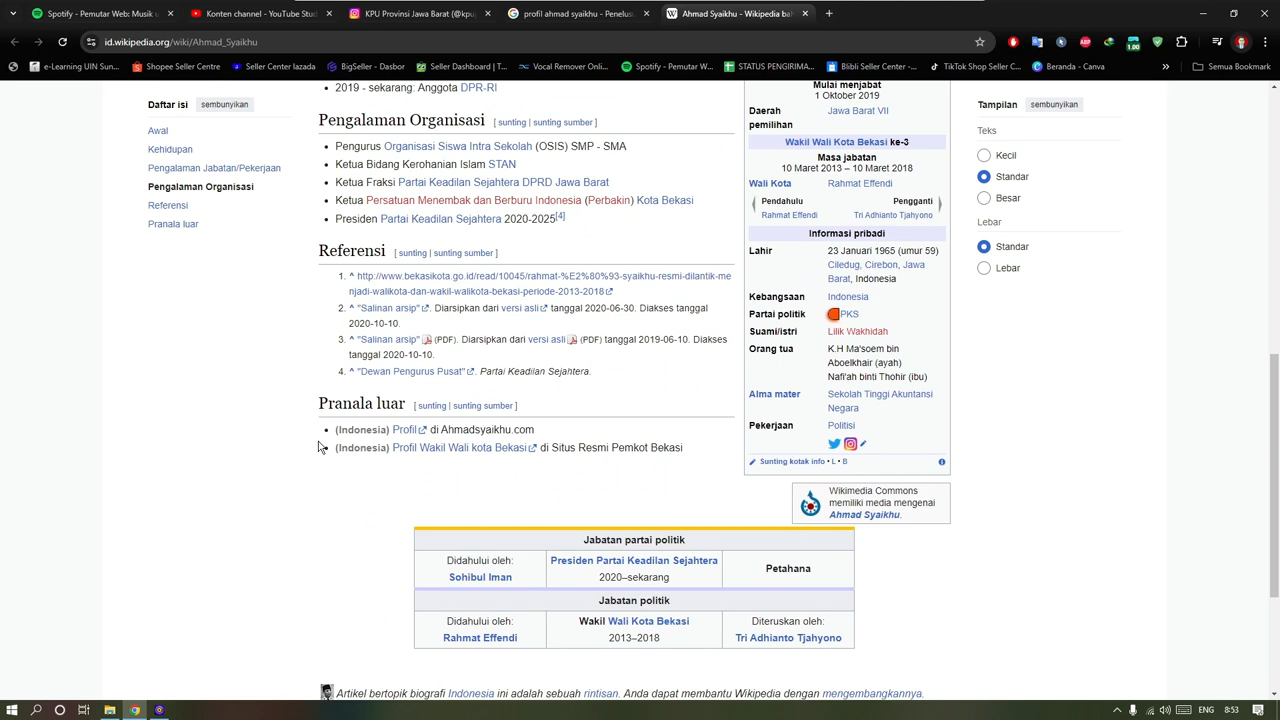 Spotify - Pemutar Web: Musik u
Konten channel - YouTube Stud
KPU Provinsi Jawa Barat (@kpu
profil ahmad syaikhu - Penelus
Ahmad Syaikhu - Wikipedia bah
id.wikipedia.org/wiki/Ahmad_Syaikhu
e-Learning UIN Sun...
Shopee Seller Centre
Seller Center lazada
BigSeller - Dasbor
Seller Dashboard | T...
Vocal Remover Onli...
Spotify - Pemutar W...
STATUS PENGIRIMA...
Blibli Seller Center -...
TikTok Shop Seller C...
Beranda - Canva
Semua Bookmark
Daftar isi sembunyikan
Awal
Kehidupan
Pengalaman Jabatan/Pekerjaan
Pengalaman Organisasi
Referensi
Pranala luar
2019 - sekarang: Anggota DPR-RI
Pengalaman Organisasi [ sunting | sunting sumber ]
Pengurus Organisasi Siswa Intra Sekolah (OSIS) SMP - SMA
Ketua Bidang Kerohanian Islam STAN
Ketua Fraksi Partai Keadilan Sejahtera DPRD Jawa Barat
Ketua Persatuan Menembak dan Berburu Indonesia (Perbakin) Kota Bekasi
Presiden Partai Keadilan Sejahtera 2020-2025[4]
Referensi [ sunting | sunting sumber ]
1. ^ http://www.bekasikota.go.id/read/10045/rahmat-%E2%80%93-syaikhu-resmi-dilantik-me
njadi-walikota-dan-wakil-walikota-bekasi-periode-2013-2018
2. ^ "Salinan arsip". Diarsipkan dari versi asli tanggal 2020-06-30. Diakses tanggal
2020-10-10.
3. ^ "Salinan arsip" (PDF). Diarsipkan dari versi asli (PDF) tanggal 2019-06-10. Diakses
tanggal 2020-10-10.
4. ^ "Dewan Pengurus Pusat". Partai Keadilan Sejahtera.
Pranala luar [ sunting | sunting sumber ]
(Indonesia) Profil di Ahmadsyaikhu.com
(Indonesia) Profil Wakil Wali kota Bekasi di Situs Resmi Pemkot Bekasi
Mulai menjabat
1 Oktober 2019
Daerah pemilihan Jawa Barat VII
Wakil Wali Kota Bekasi ke-3
Masa jabatan
10 Maret 2013 – 10 Maret 2018
Wali Kota Rahmat Effendi
Pendahulu Pengganti
Rahmat Effendi Tri Adhianto Tjahyono
Informasi pribadi
Lahir 23 Januari 1965 (umur 59)
Ciledug, Cirebon, Jawa
Barat, Indonesia
Kebangsaan Indonesia
Partai politik PKS
Suami/istri Lilik Wakhidah
Orang tua K.H Ma'soem bin
Aboelkhair (ayah)
Nafi'ah binti Thohir (ibu)
Alma mater Sekolah Tinggi Akuntansi
Negara
Pekerjaan Politisi
Sunting kotak info • L • B
Wikimedia Commons
memiliki media mengenai
Ahmad Syaikhu.
Tampilan sembunyikan
Teks
Kecil
Standar
Besar
Lebar
Standar
Lebar
Jabatan partai politik
Didahului oleh:
Sohibul Iman
Presiden Partai Keadilan Sejahtera
2020–sekarang
Petahana
Jabatan politik
Didahului oleh:
Rahmat Effendi
Wakil Wali Kota Bekasi
2013–2018
Diteruskan oleh:
Tri Adhianto Tjahyono
Artikel bertopik biografi Indonesia ini adalah sebuah rintisan. Anda dapat membantu Wikipedia dengan mengembangkannya.
ENG 8:53